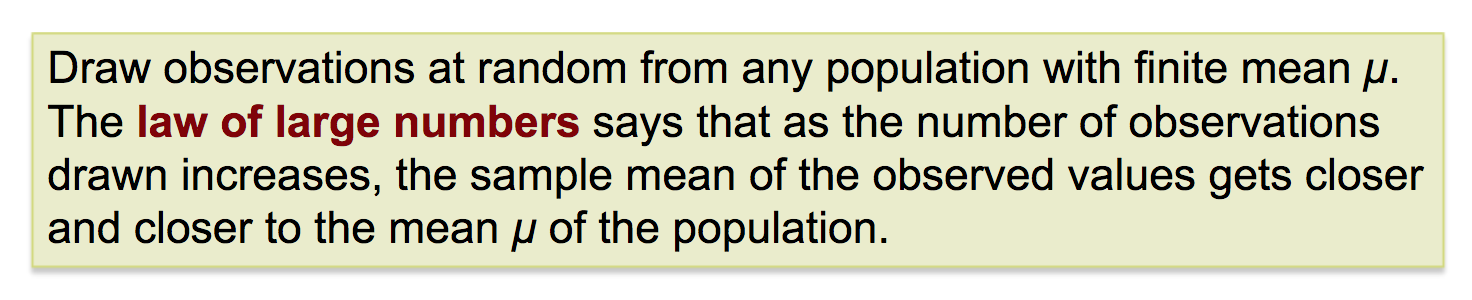 Draw observations at random from any population with finite mean µ.
The law of large numbers says that as the number of observations
drawn increases, the sample mean of the observed values gets closer
and closer to the mean µ of the population.